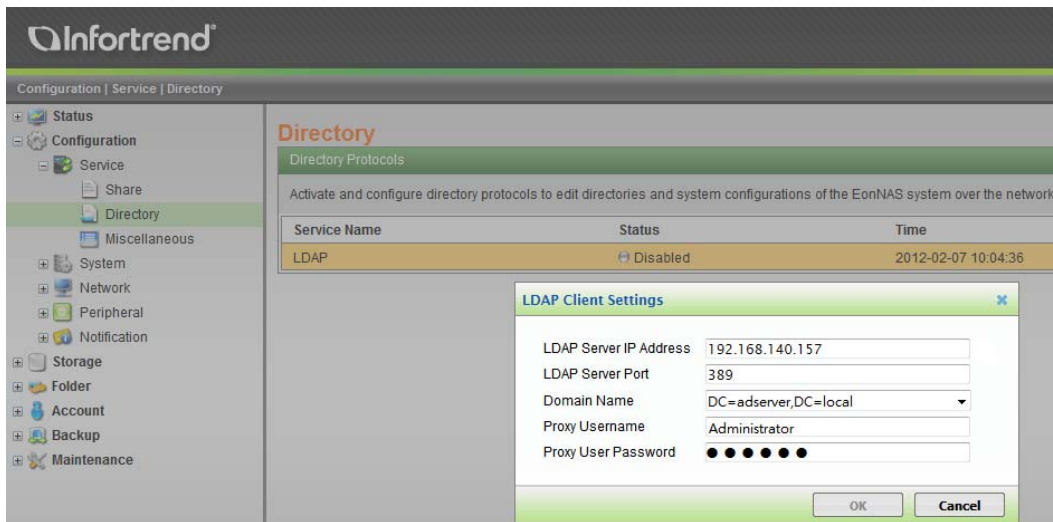 Infortrend®
Configuration | Service | Directory
Status
Configuration
Service
Share
Directory
Miscellaneous
System
Network
Peripheral
Notification
Storage
Folder
Account
Backup
Maintenance
Directory
Directory Protocols
Activate and configure directory protocols to edit directories and system configurations of the EonNAS system over the network
Service Name Status Time
LDAP Disabled 2012-02-07 10:04:36
LDAP Client Settings
LDAP Server IP Address 192.168.140.157
LDAP Server Port 389
Domain Name DC=adserver,DC=local
Proxy Username Administrator
Proxy User Password ●●●●●●
OK Cancel